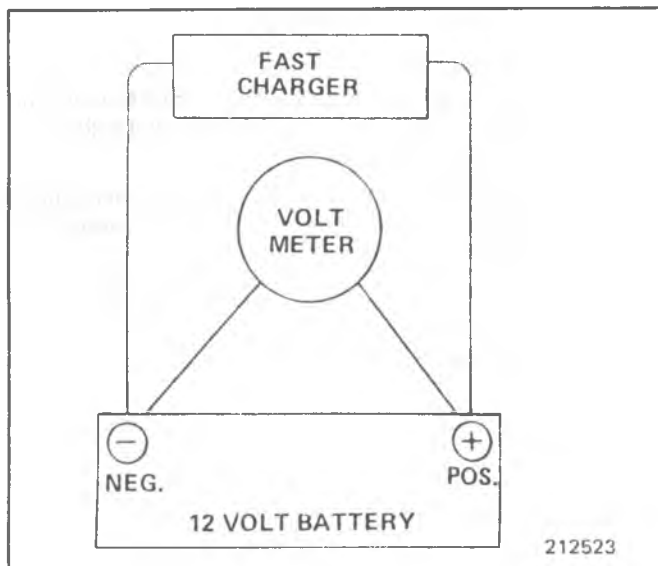 FAST
CHARGER
VOLT
METER
−
+
NEG.
POS.
12 VOLT BATTERY
212523